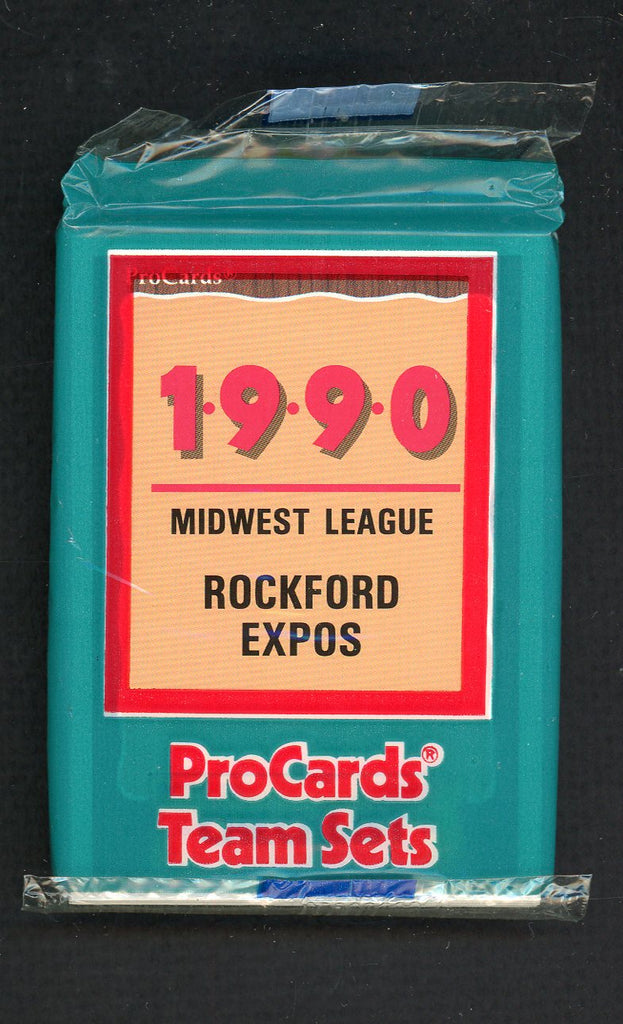 ProCards®
1·9·9·0
MIDWEST LEAGUE
ROCKFORD
EXPOS
ProCards®
Team Sets